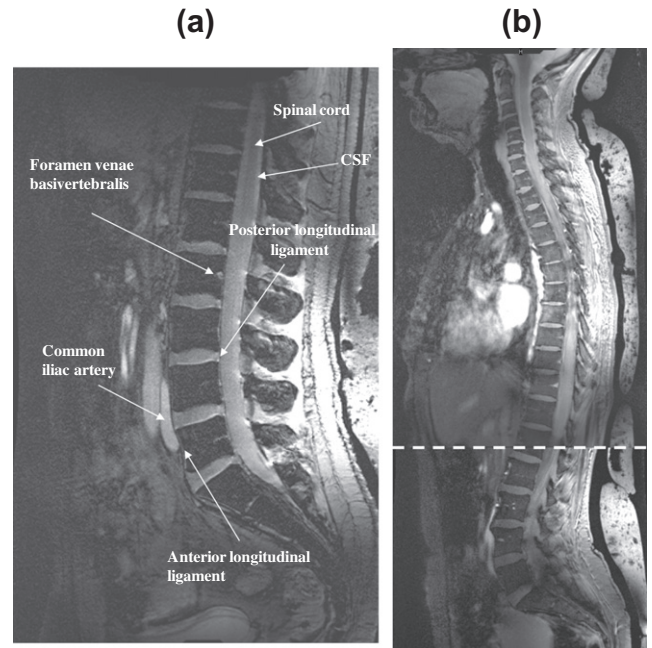 (a)
(b)
Spinal cord
CSF
Foramen venae
basivertebralis
Posterior longitudinal
ligament
Common
iliac artery
Anterior longitudinal
ligament